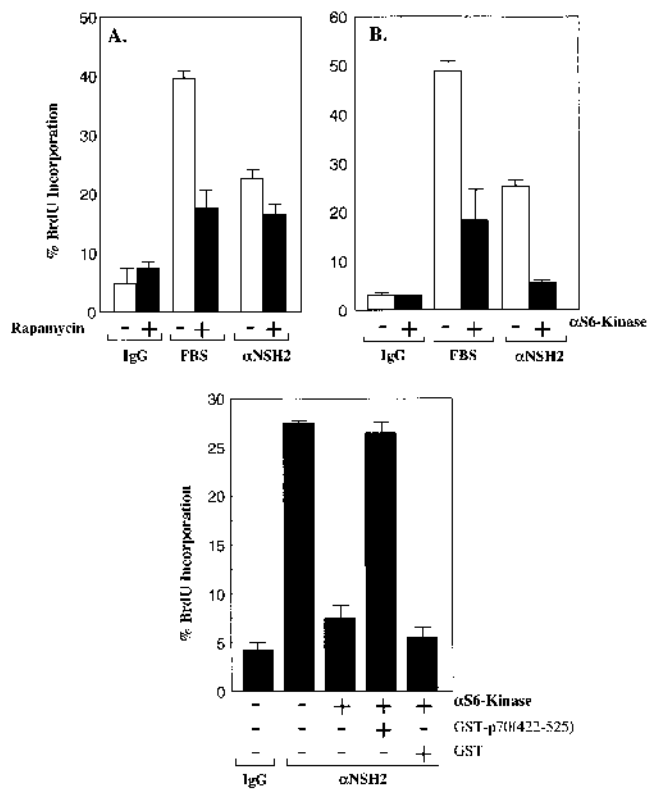 50 A.
40
30
20
10
0
% BrdU Incorporation
Rapamycin - + - + - +
IgG FBS αNSH2
60 B.
50
40
30
20
10
0
- + - + - + αS6-Kinase
IgG FBS αNSH2
30
25
20
15
10
5
0
% BrdU Incorporation
- - + + + αS6-Kinase
- - - + - GST-p70(422-525)
- - - - + GST
IgG αNSH2